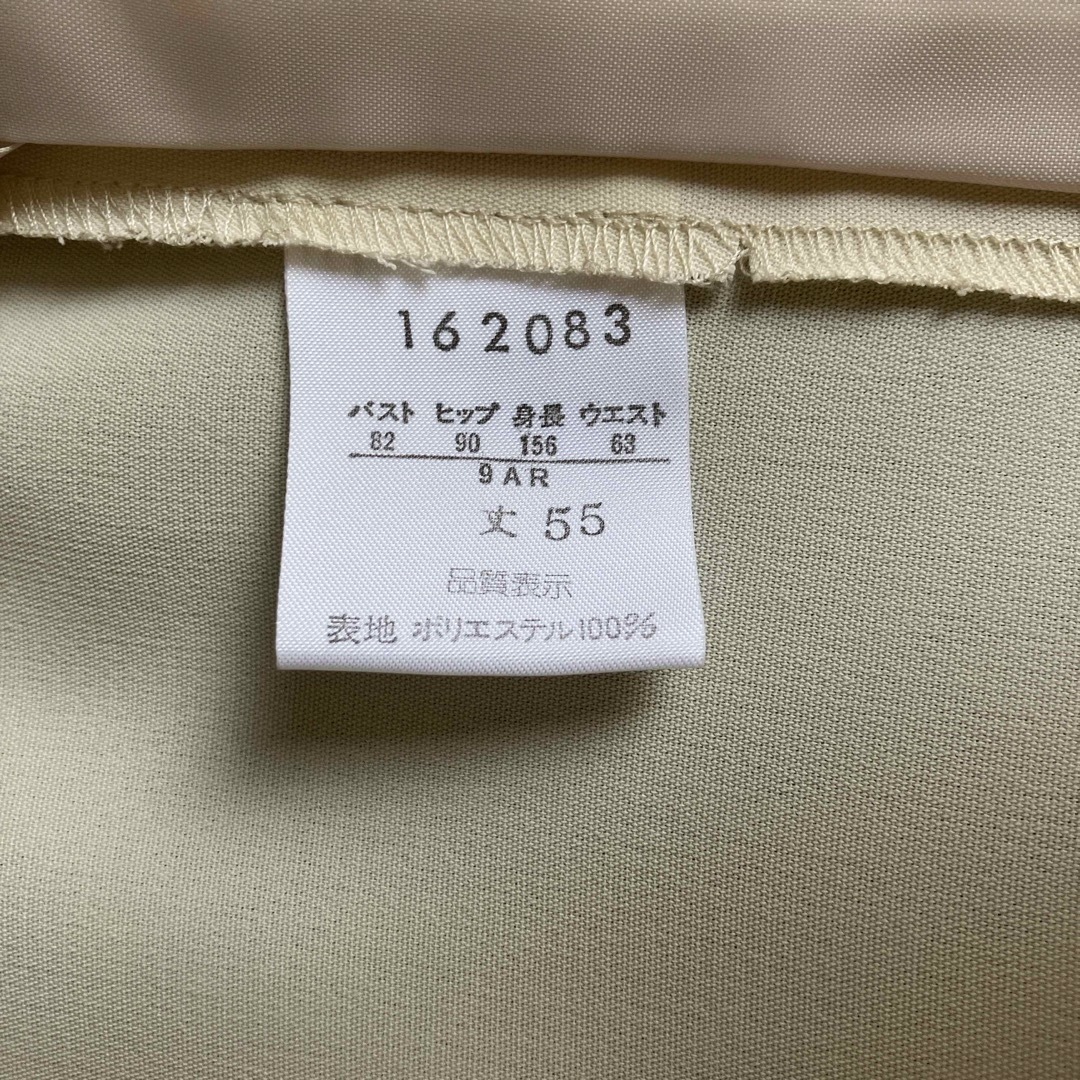 162083
バスト ヒップ 身長 ウエスト
82 90 156 63
9AR
丈 55
品質表示
表地 ポリエステル100%